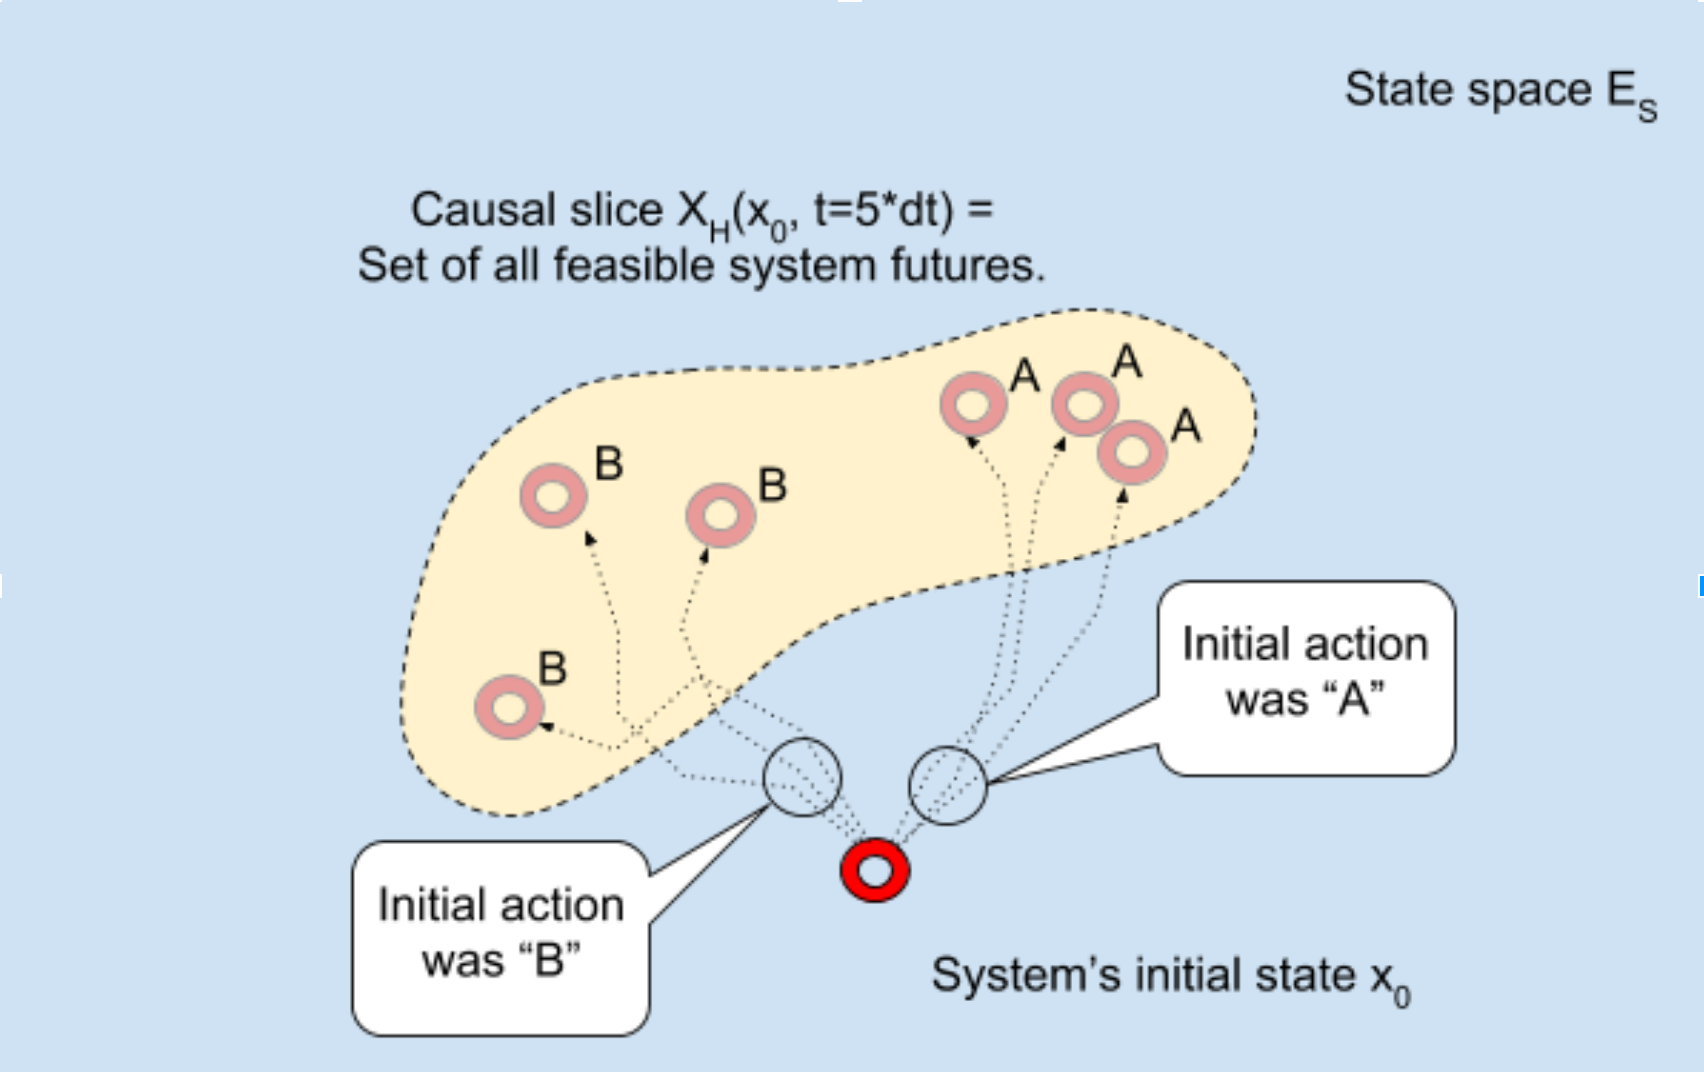 State space E_S
Causal slice X_H(x_0, t=5*dt) =
Set of all feasible system futures.
A
A
A
B
B
B
Initial action
was “A”
Initial action
was “B”
System’s initial state x_0